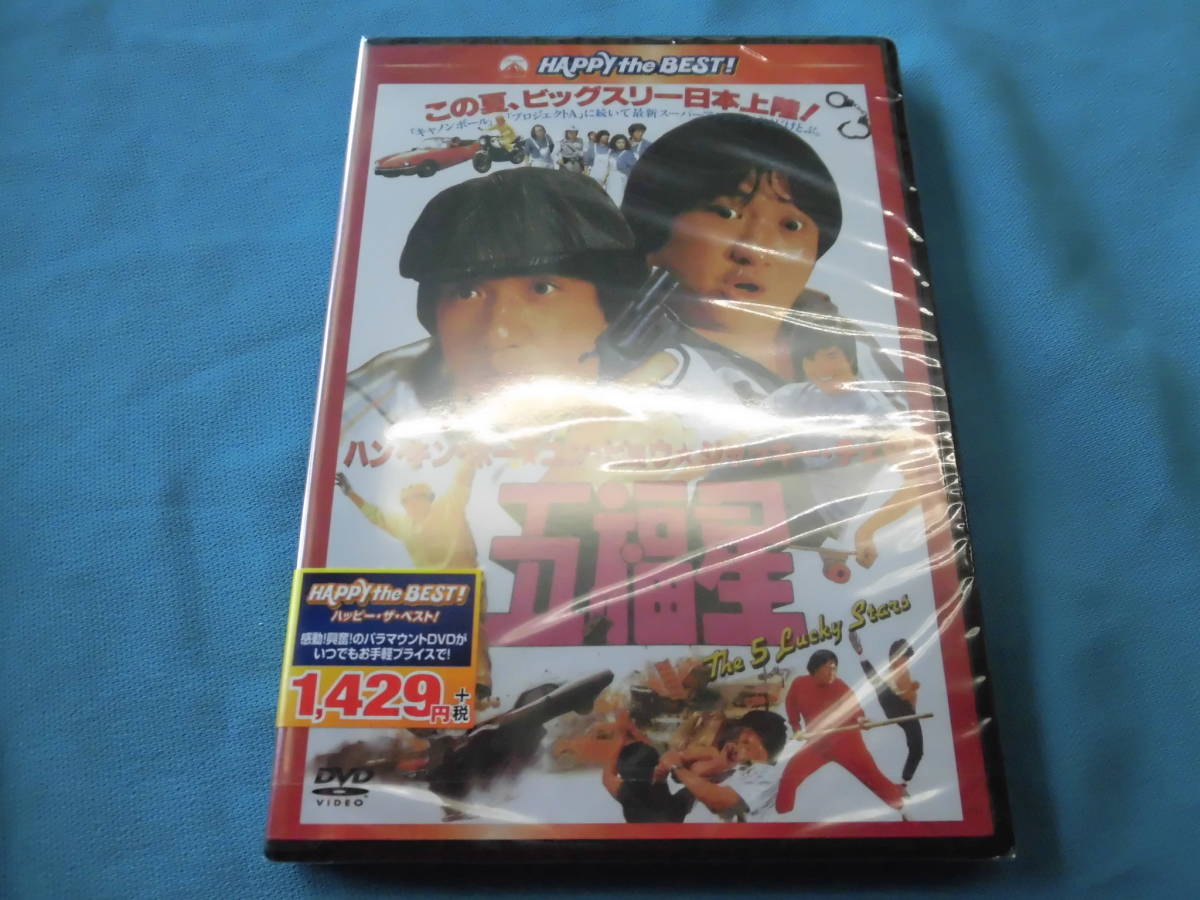 HAPPY the BEST!
この夏、ビッグスリー日本上陸!
「キャノンボール」「プロジェクトA」に続いて最新スーパー
五福星
The 5 Lucky Stars
HAPPY the BEST!
ハッピー・ザ・ベスト!
感動!興奮!のパラマウントDVDが
いつでもお手軽プライスで!
1,429円+税
DVD
VIDEO